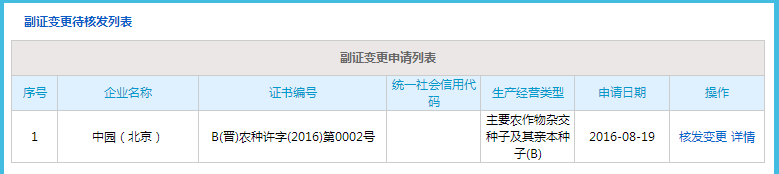 副证变更待核发列表
副证变更申请列表
序号 企业名称 证书编号 统一社会信用代码 生产经营类型 申请日期 操作
1 中园（北京） B(晋)农种许字(2016)第0002号 主要农作物杂交种子及其亲本种子(B) 2016-08-19 核发变更 详情